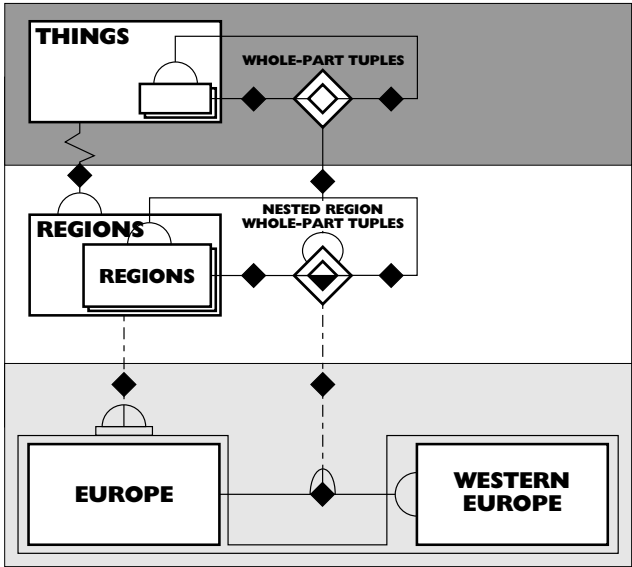 THINGS
WHOLE-PART TUPLES
NESTED REGION
WHOLE-PART TUPLES
REGIONS
REGIONS
EUROPE
WESTERN
EUROPE